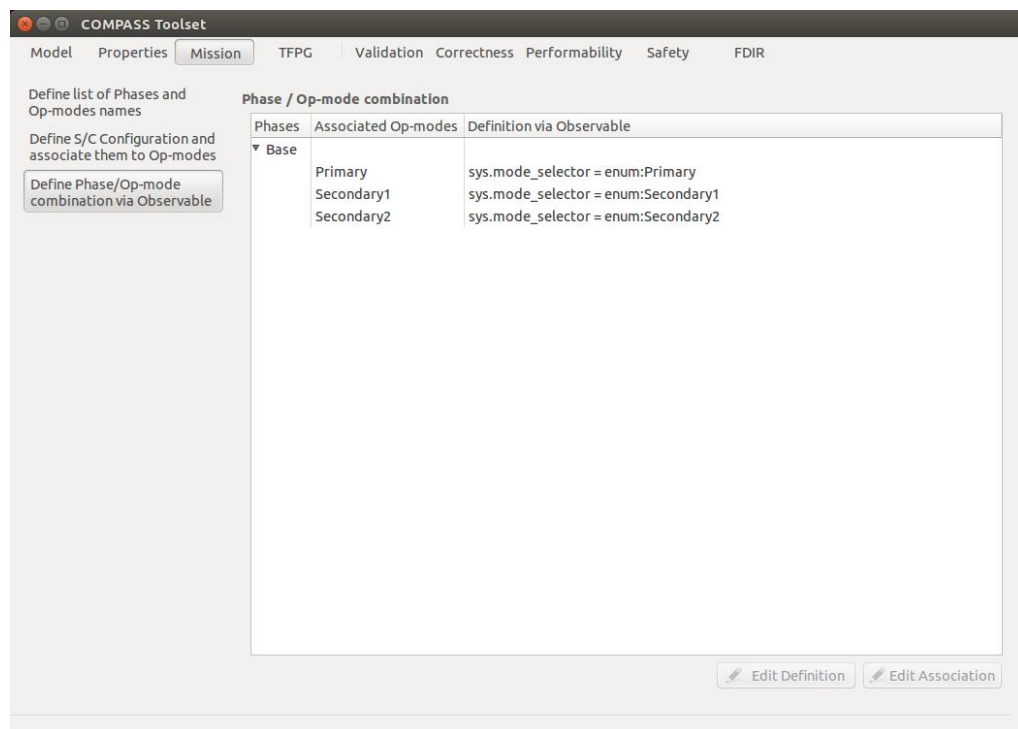 COMPASS Toolset
Model Properties Mission TFPG Validation Correctness Performability Safety FDIR
Define list of Phases and
Op-modes names
Define S/C Configuration and
associate them to Op-modes
Define Phase/Op-mode
combination via Observable
Phase / Op-mode combination
Phases Associated Op-modes Definition via Observable
Base
Primary sys.mode_selector = enum:Primary
Secondary1 sys.mode_selector = enum:Secondary1
Secondary2 sys.mode_selector = enum:Secondary2
Edit Definition Edit Association